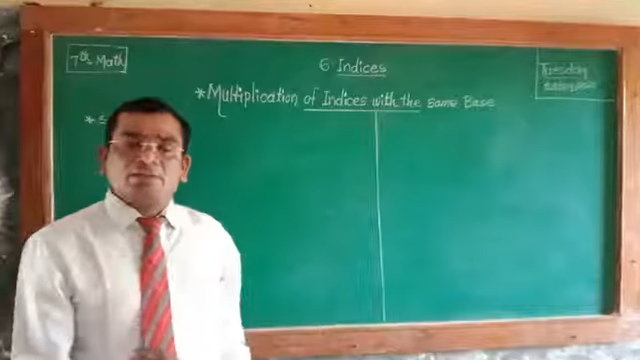 7th Math
6. Indices
Tuesday
*Multiplication of Indices with the same Base
*